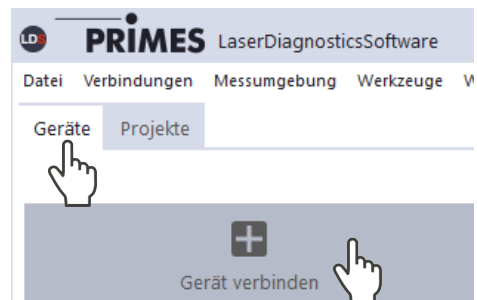 LDS PRIMES LaserDiagnosticsSoftware
Datei Verbindungen Messumgebung Werkzeuge
Geräte Projekte
Gerät verbinden